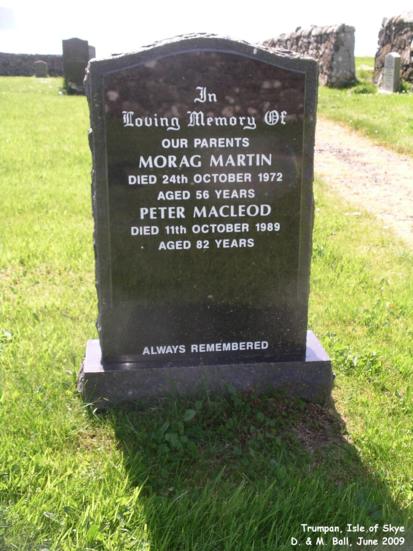 In
Loving Memory Of
OUR PARENTS
MORAG MARTIN
DIED 24th OCTOBER 1972
AGED 56 YEARS
PETER MACLEOD
DIED 11th OCTOBER 1989
AGED 82 YEARS
ALWAYS REMEMBERED
Trumpan, Isle of Skye
D. & M. Ball, June 2009